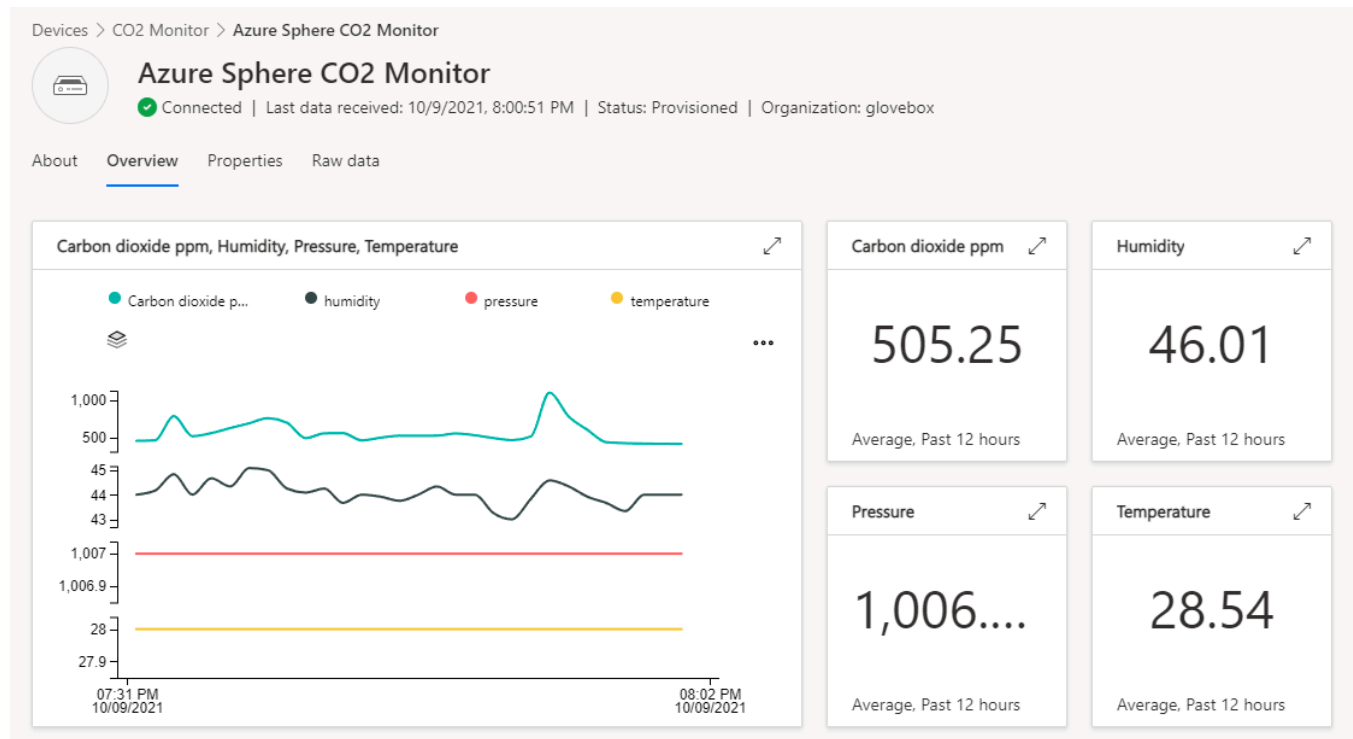 Devices > CO2 Monitor > Azure Sphere CO2 Monitor
Azure Sphere CO2 Monitor
Connected | Last data received: 10/9/2021, 8:00:51 PM | Status: Provisioned | Organization: glovebox
About Overview Properties Raw data
Carbon dioxide ppm, Humidity, Pressure, Temperature
Carbon dioxide p... humidity pressure temperature
1,000
500
45
44
43
1,007
1,006.9
28
27.9
07:31 PM 08:02 PM
10/09/2021 10/09/2021
Carbon dioxide ppm
505.25
Average, Past 12 hours
Humidity
46.01
Average, Past 12 hours
Pressure
1,006....
Average, Past 12 hours
Temperature
28.54
Average, Past 12 hours